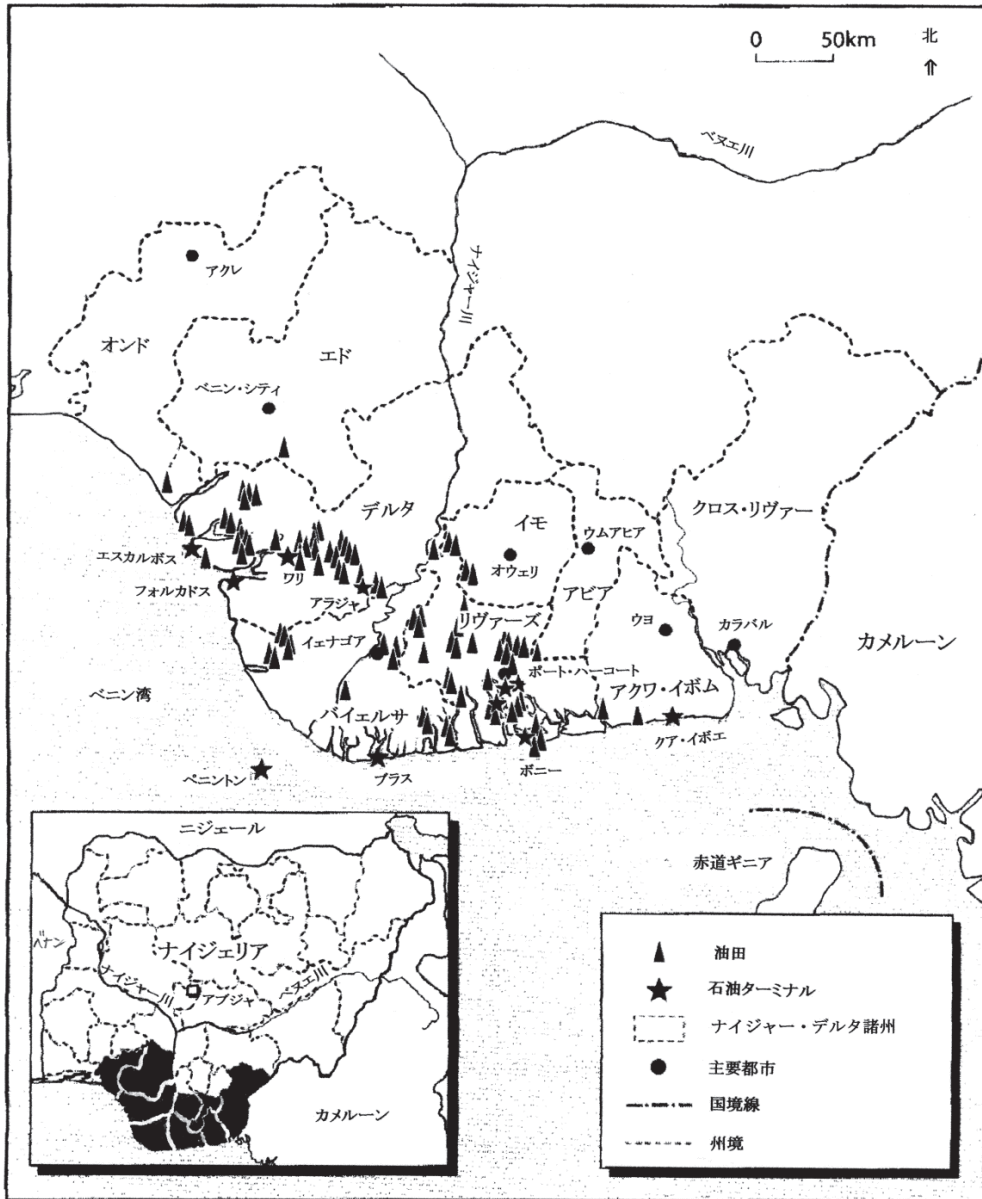 0 50km
北
⇑
ベヌエ川
ナイジャー川
アクレ
オンド
エド
ベニン・シティ
デルタ
イモ
クロス・リヴァー
エスカルボス
ワリ
オウェリ
ウムアヒア
フォルカドス
アラジャ
アビア
リヴァーズ
イェナゴア
ウヨ
カラバル
カメルーン
ポート・ハーコート
ベニン湾
バイェルサ
アクワ・イボム
クア・イボエ
ペニントン
ブラス
ボニー
赤道ギニア
ニジェール
ベナン
ナイジェリア
ナイジャー川
ベヌエ川
アブジャ
カメルーン
油田
石油ターミナル
ナイジャー・デルタ諸州
主要都市
国境線
州境